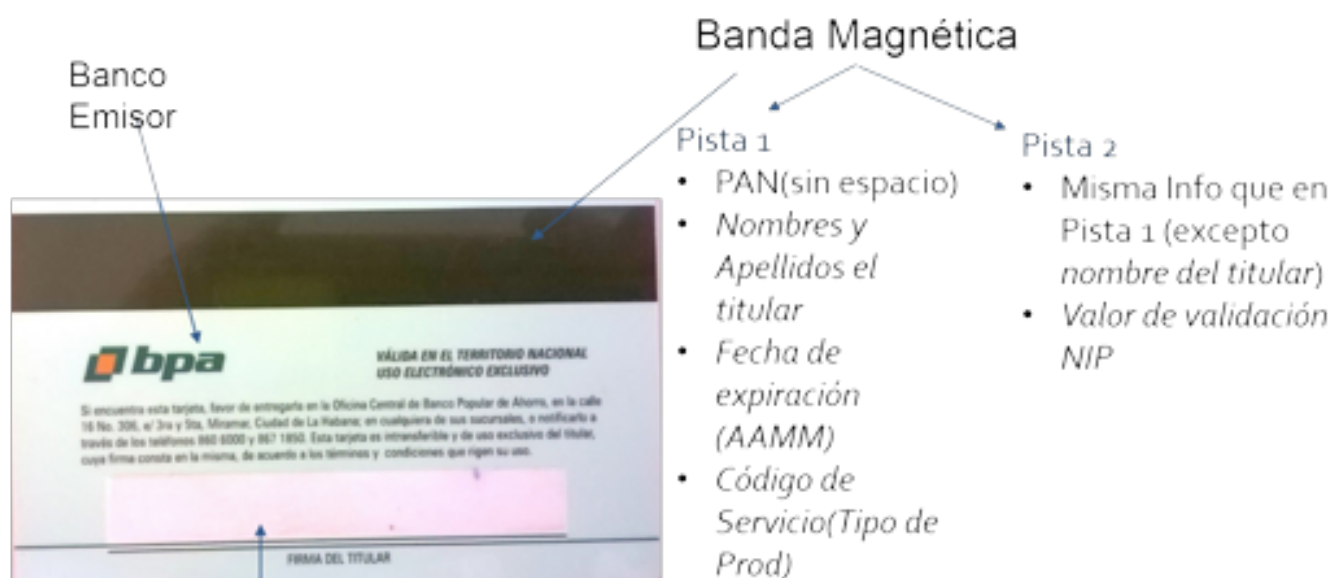 Banda Magnética
Banco
Emisor
Pista 1
• PAN(sin espacio)
• Nombres y
Apellidos el
titular
• Fecha de
expiración
(AAMM)
• Código de
Servicio(Tipo de
Prod)
Pista 2
• Misma Info que en
Pista 1 (excepto
nombre del titular)
• Valor de validación
NIP
bpa
VÁLIDA EN EL TERRITORIO NACIONAL
USO ELECTRÓNICO EXCLUSIVO
Si encuentra esta tarjeta, favor de entregarla en la Oficina Central de Banco Popular de Ahorro, en la calle
16 No. 306, e/ 3ra y 5ta, Miramar, Ciudad de La Habana; en cualquiera de sus sucursales, o notificarlo a
través de los teléfonos 860 6000 y 867 1850. Esta tarjeta es intransferible y de uso exclusivo del titular,
cuya firma consta en la misma, de acuerdo a los términos y condiciones que rigen su uso.
FIRMA DEL TITULAR